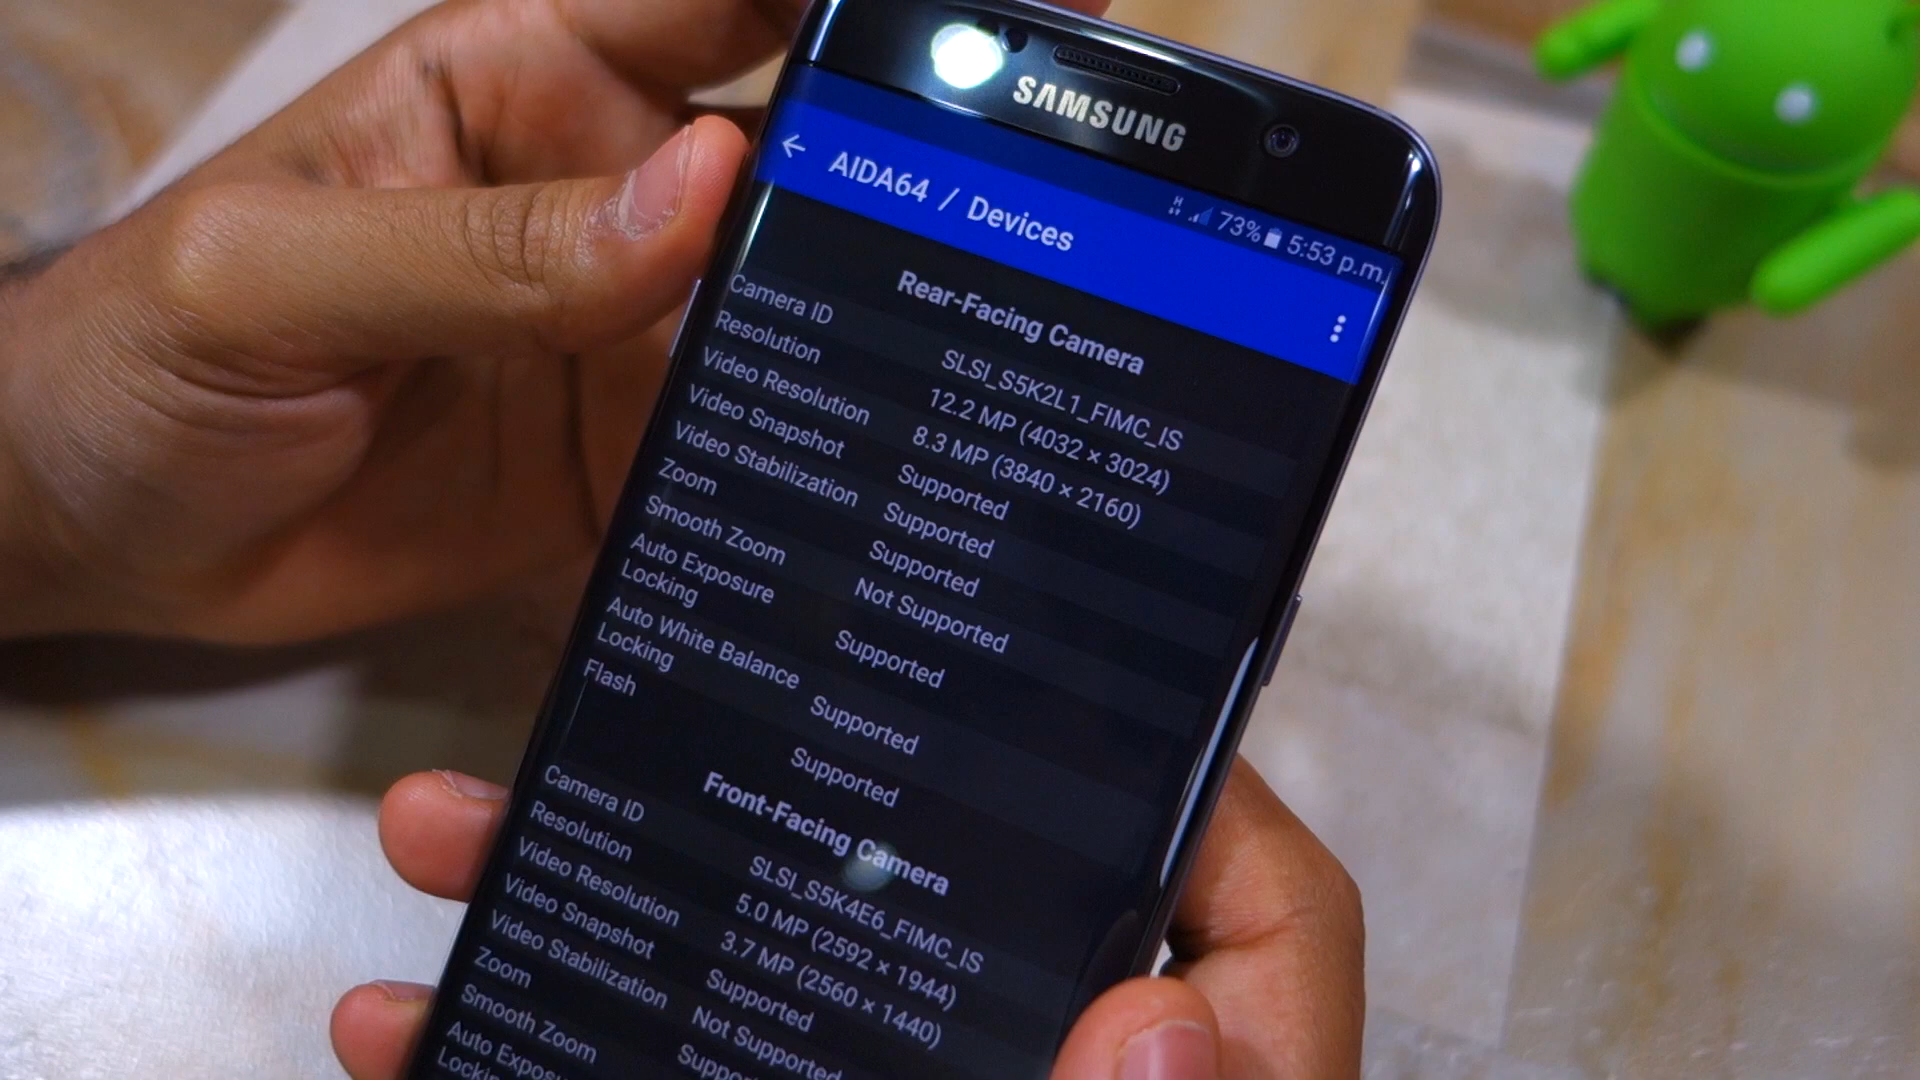 SAMSUNG
H 73% 5:53 p.m.
AIDA64 / Devices
Rear-Facing Camera
Camera ID SLSI_S5K2L1_FIMC_IS
Resolution 12.2 MP (4032 × 3024)
Video Resolution 8.3 MP (3840 × 2160)
Video Snapshot Supported
Video Stabilization Supported
Zoom Supported
Smooth Zoom Not Supported
Auto Exposure
Locking Supported
Auto White Balance
Locking Supported
Flash Supported
Front-Facing Camera
Camera ID SLSI_S5K4E6_FIMC_IS
Resolution 5.0 MP (2592 × 1944)
Video Resolution 3.7 MP (2560 × 1440)
Video Snapshot Supported
Video Stabilization Not Supported
Zoom
Smooth Zoom
Auto